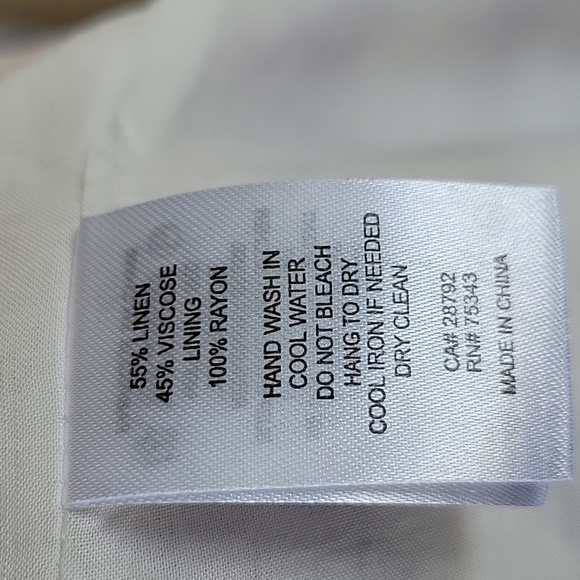 55% LINEN
45% VISCOSE
LINING
100% RAYON
HAND WASH IN
COOL WATER
DO NOT BLEACH
HANG TO DRY
COOL IRON IF NEEDED
DRY CLEAN
CA# 28792
RN# 75343
MADE IN CHINA